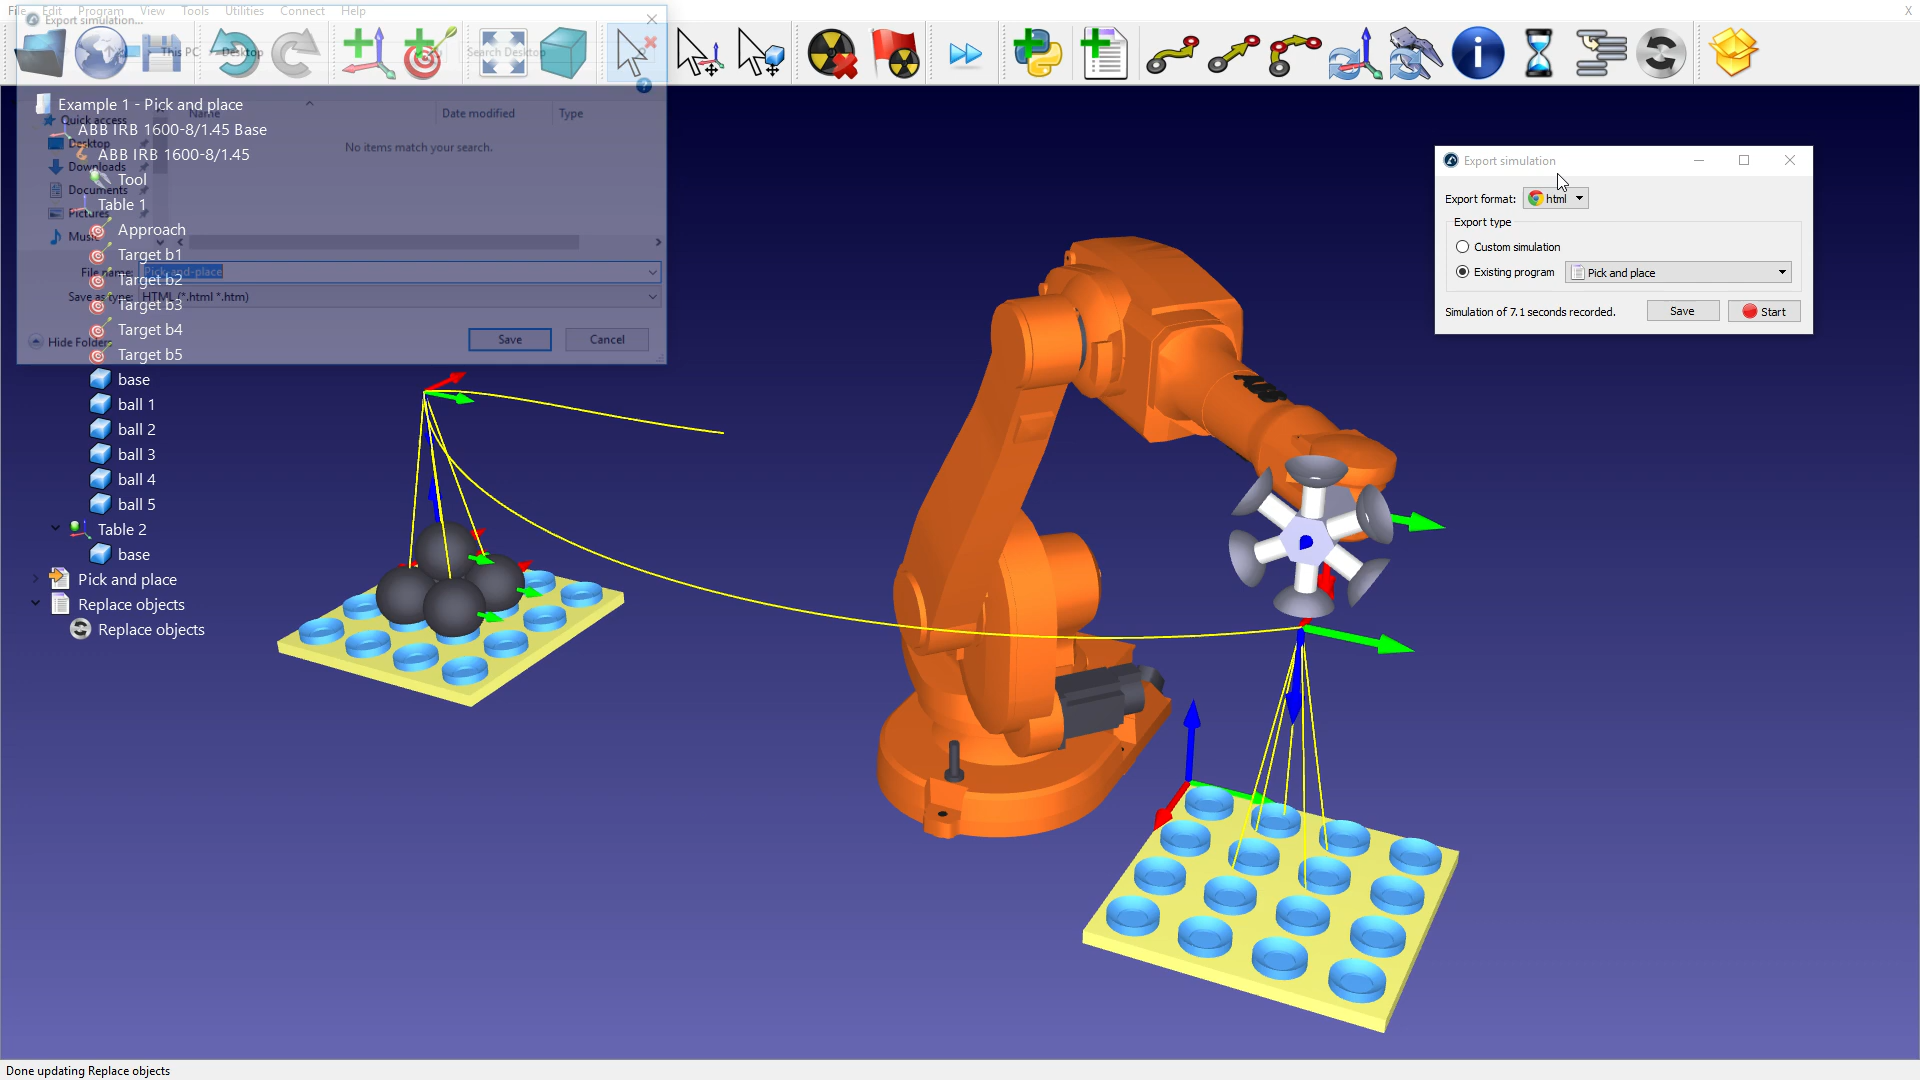 File Edit Program View Tools Utilities Connect Help X
Export simulation...
This PC Desktop
Search Desktop
Name Date modified Type
No items match your search.
Quick access
Desktop
Downloads
Documents
Pictures
Music
File name: Pick-and-place
Save as type: HTML (*.html *.htm)
Hide Folders
Save Cancel
Example 1 - Pick and place
ABB IRB 1600-8/1.45 Base
ABB IRB 1600-8/1.45
Tool
Table 1
Approach
Target b1
Target b2
Target b3
Target b4
Target b5
base
ball 1
ball 2
ball 3
ball 4
ball 5
Table 2
base
Pick and place
Replace objects
Replace objects
Export simulation
Export format: html
Export type
Custom simulation
Existing program Pick and place
Simulation of 7.1 seconds recorded. Save Start
Done updating Replace objects